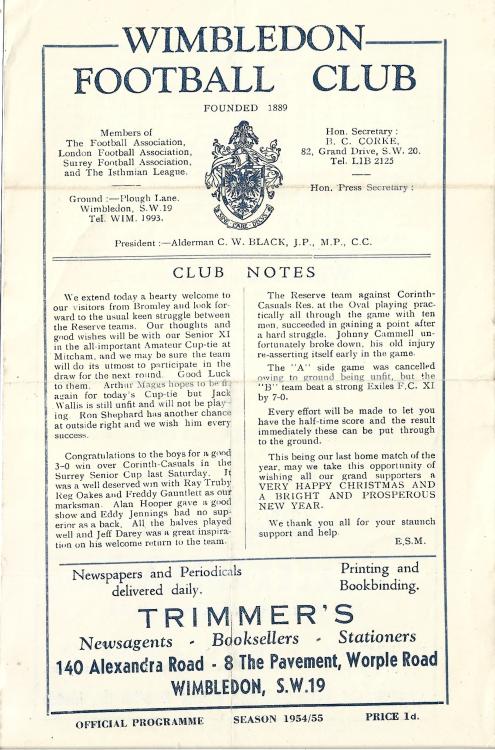 WIMBLEDON
FOOTBALL CLUB
FOUNDED 1889
Members of
The Football Association,
London Football Association,
Surrey Football Association,
and The Isthmian League.
Ground :—Plough Lane.
Wimbledon, S.W.19
Tel. WIM. 1993.
Hon. Secretary :
B. C. CORKE,
82, Grand Drive, S.W. 20.
Tel. LIB 2125
Hon. Press Secretary :
President :—Alderman C. W. BLACK, J.P., M.P., C.C.
CLUB NOTES
We extend today a hearty welcome to
our visitors from Bromley and look for-
ward to the usual keen struggle between
the Reserve teams. Our thoughts and
good wishes will be with our Senior XI
in the all-important Amateur Cup-tie at
Mitcham, and we may be sure the team
will do its utmost to participate in the
draw for the next round. Good Luck
to them. Arthur Maggs hopes to be fit
again for today's Cup-tie but Jack
Wallis is still unfit and will not be play-
ing. Ron Shephard has another chance
at outside right and we wish him every
success.
Congratulations to the boys for a good
3-0 win over Corinth-Casuals in the
Surrey Senior Cup last Saturday. It
was a well deserved win with Ray Truby
Reg Oakes and Freddy Gauntlett as our
marksman. Alan Hooper gave a good
show and Eddy Jennings had no sup-
erior as a back. All the halves played
well and Jeff Darey was a great inspira-
tion on his welcome return to the team.
The Reserve team against Corinth-
Casuals Res. at the Oval playing prac-
tically all through the game with ten
men, succeeded in gaining a point after
a hard struggle. Johnny Cammell un-
fortunately broke down, his old injury
re-asserting itself early in the game.
The "A" side game was cancelled
owing to ground being unfit, but the
"B" team beat a strong Exiles F.C. XI
by 7-0.
Every effort will be made to let you
have the half-time score and the result
immediately these can be put through
to the ground.
This being our last home match of the
year, may we take this opportunity of
wishing all our grand supporters a
VERY HAPPY CHRISTMAS AND
A BRIGHT AND PROSPEROUS
NEW YEAR.
We thank you all for your staunch
support and help.
E.S.M.
Newspapers and Periodicals
delivered daily.
Printing and
Bookbinding.
TRIMMER'S
Newsagents - Booksellers - Stationers
140 Alexandra Road - 8 The Pavement, Worple Road
WIMBLEDON, S.W.19
OFFICIAL PROGRAMME SEASON 1954/55 PRICE 1d.